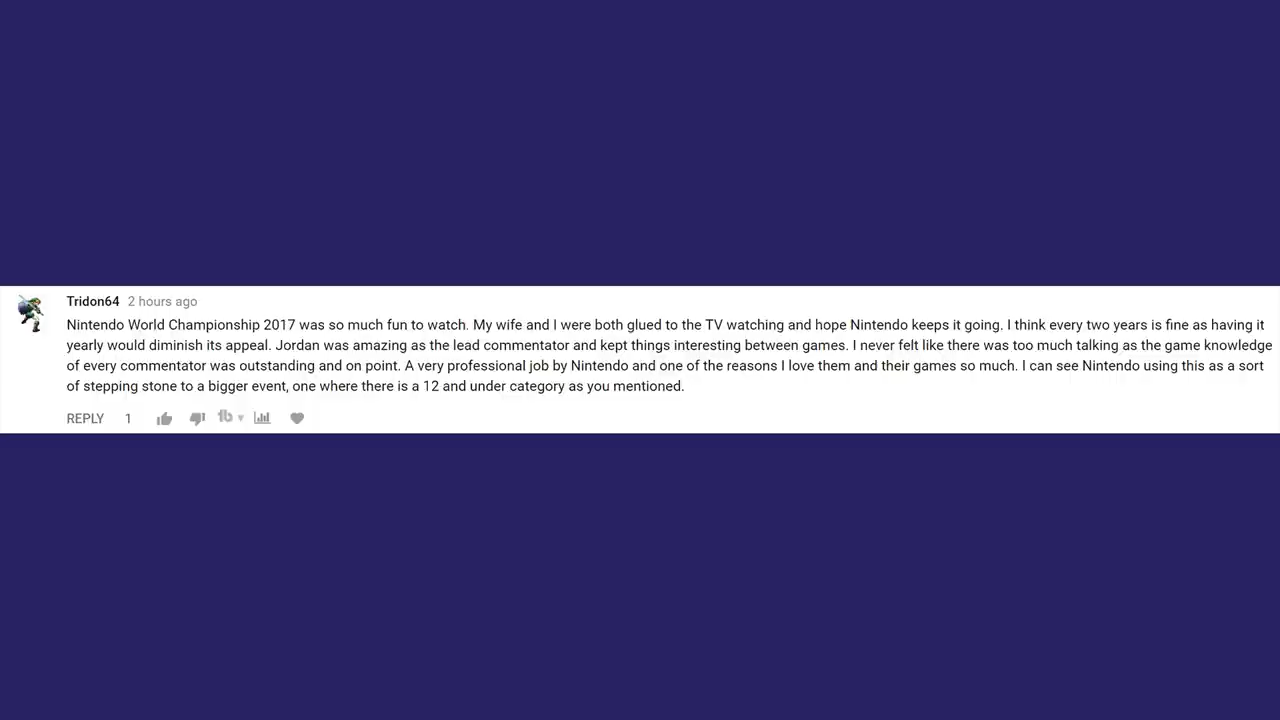 Tridon64 2 hours ago
Nintendo World Championship 2017 was so much fun to watch. My wife and I were both glued to the TV watching and hope Nintendo keeps it going. I think every two years is fine as having it
yearly would diminish its appeal. Jordan was amazing as the lead commentator and kept things interesting between games. I never felt like there was too much talking as the game knowledge
of every commentator was outstanding and on point. A very professional job by Nintendo and one of the reasons I love them and their games so much. I can see Nintendo using this as a sort
of stepping stone to a bigger event, one where there is a 12 and under category as you mentioned.
REPLY 1 tb